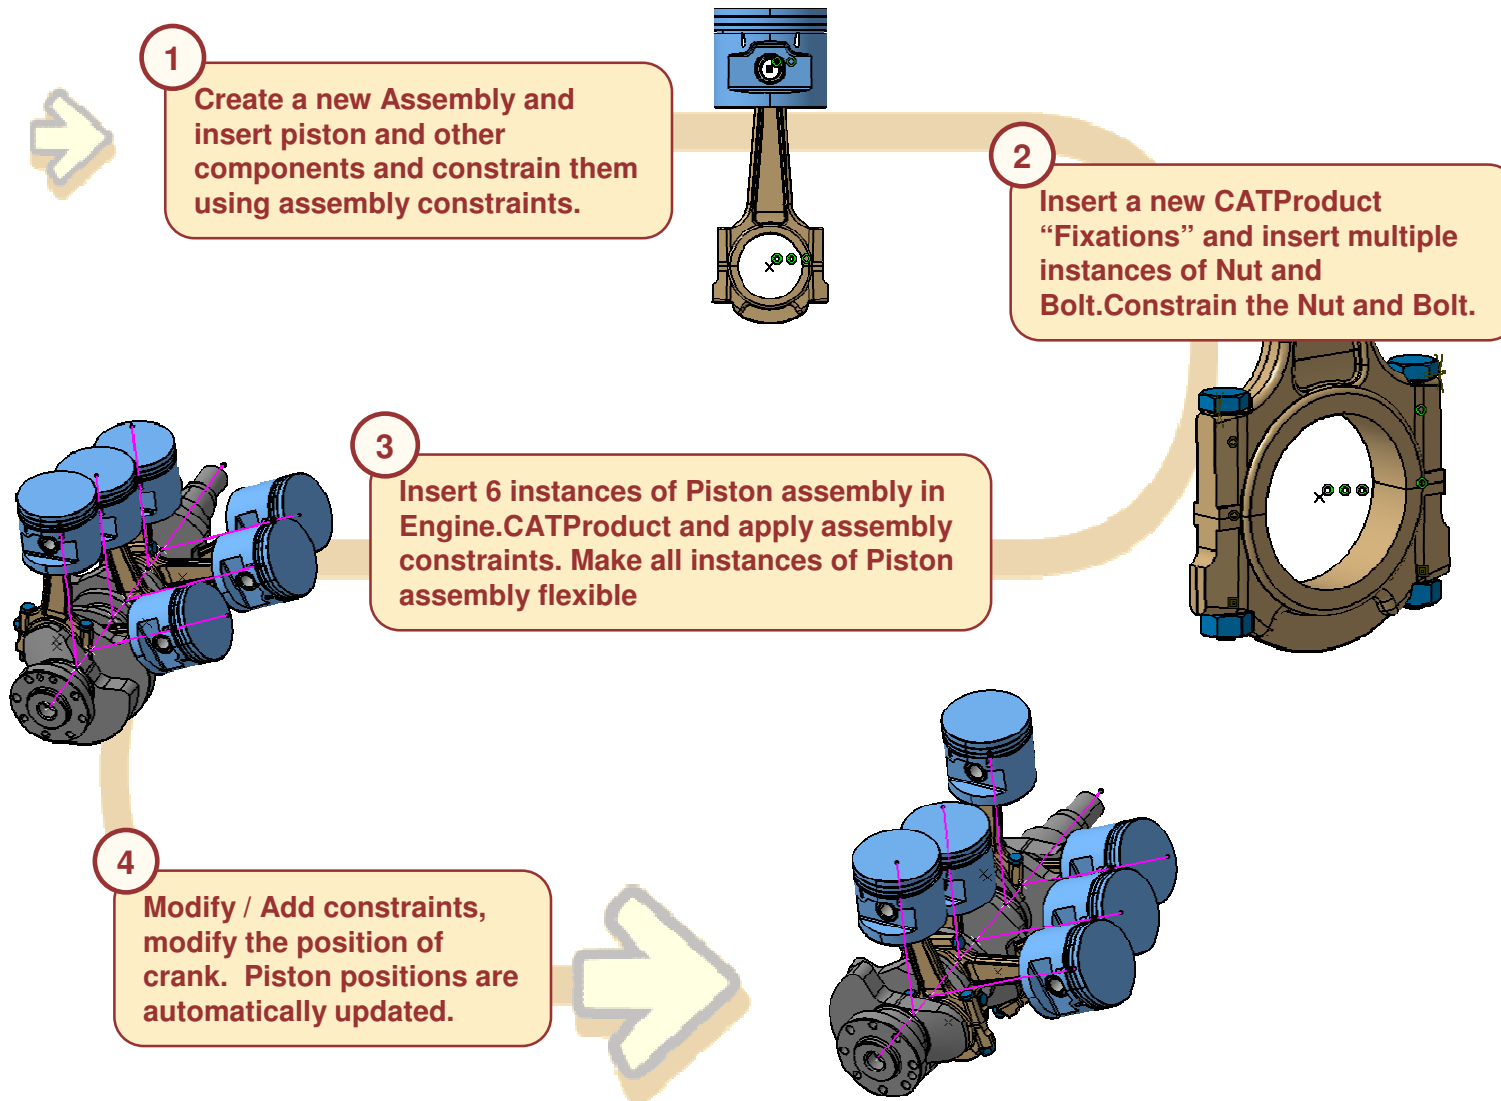 1
Create a new Assembly and
insert piston and other
components and constrain them
using assembly constraints.
2
Insert a new CATProduct
“Fixations” and insert multiple
instances of Nut and
Bolt.Constrain the Nut and Bolt.
3
Insert 6 instances of Piston assembly in
Engine.CATProduct and apply assembly
constraints. Make all instances of Piston
assembly flexible
4
Modify / Add constraints,
modify the position of
crank.  Piston positions are
automatically updated.